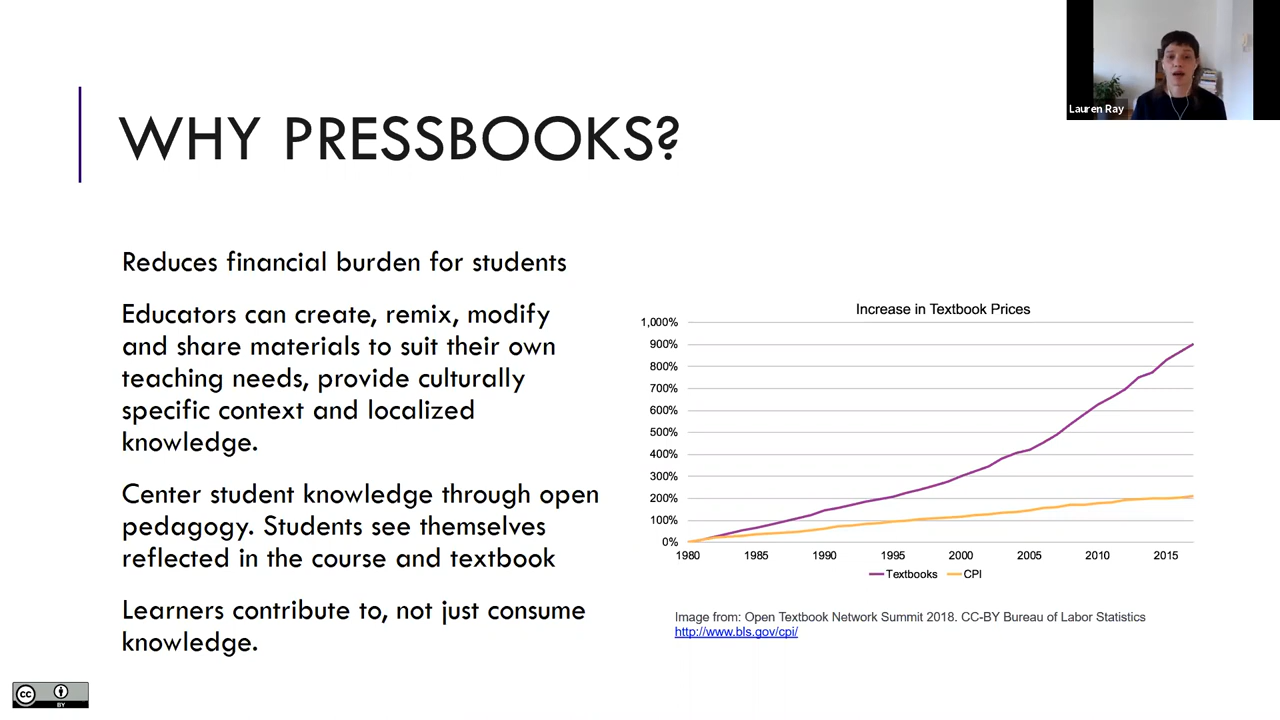 Lauren Ray
WHY PRESSBOOKS?
Reduces financial burden for students
Educators can create, remix, modify
and share materials to suit their own
teaching needs, provide culturally
specific context and localized
knowledge.
Center student knowledge through open
pedagogy. Students see themselves
reflected in the course and textbook
Learners contribute to, not just consume
knowledge.
Increase in Textbook Prices
1,000%
900%
800%
700%
600%
500%
400%
300%
200%
100%
0%
1980 1985 1990 1995 2000 2005 2010 2015
Textbooks CPI
Image from: Open Textbook Network Summit 2018. CC-BY Bureau of Labor Statistics
http://www.bls.gov/cpi/
cc
BY